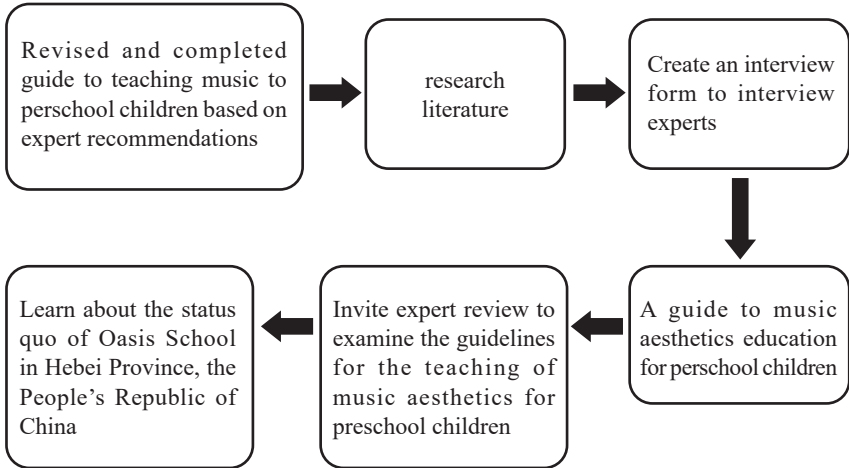 Revised and completed
guide to teaching music to
perschool children based on
expert recommendations
research
literature
Create an interview
form to interview
experts
A guide to music
aesthetics education
for perschool children
Invite expert review to
examine the guidelines
for the teaching of
music aesthetics for
preschool children
Learn about the status
quo of Oasis School
in Hebei Province, the
People's Republic of
China